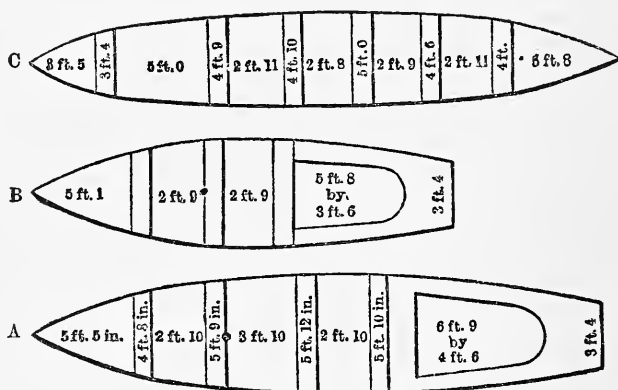 C
3 ft. 5
3 ft. 4
5 ft. 0
4 ft. 9
2 ft. 11
4 ft. 10
2 ft. 8
5 ft. 0
2 ft. 9
4 ft. 6
2 ft. 11
4 ft.
6 ft. 8
B
5 ft. 1
2 ft. 9
2 ft. 9
5 ft. 8
by.
3 ft. 6
3 ft. 4
A
5 ft. 5 in.
4 ft. 8 in.
2 ft. 10
5 ft. 9 in.
3 ft. 10
5 ft. 12 in.
2 ft. 10
5 ft. 10 in.
6 ft. 9
by
4 ft. 6
3 ft. 4